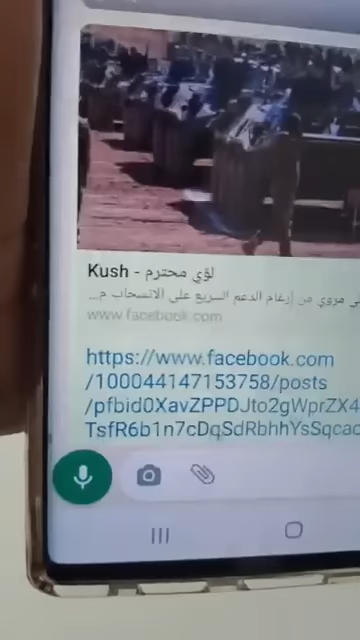 Kush - لؤي محترم
مروي من إرغام الدعم السريع على الانسحاب م...
www.facebook.com
https://www.facebook.com
/100044147153758/posts
/pfbid0XavZPPDJto2gWprZX4
TsfR6b1n7cDqSdRbhhYsSqcac